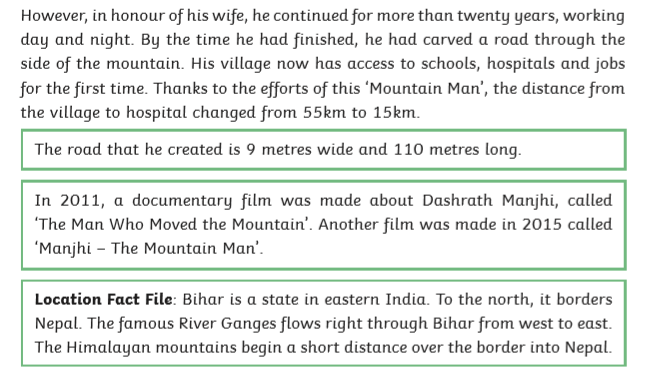 However, in honour of his wife, he continued for more than twenty years, working
day and night. By the time he had finished, he had carved a road through the
side of the mountain. His village now has access to schools, hospitals and jobs
for the first time. Thanks to the efforts of this ‘Mountain Man’, the distance from
the village to hospital changed from 55km to 15km.
The road that he created is 9 metres wide and 110 metres long.
In 2011, a documentary film was made about Dashrath Manjhi, called
‘The Man Who Moved the Mountain’. Another film was made in 2015 called
‘Manjhi – The Mountain Man’.
Location Fact File: Bihar is a state in eastern India. To the north, it borders
Nepal. The famous River Ganges flows right through Bihar from west to east.
The Himalayan mountains begin a short distance over the border into Nepal.